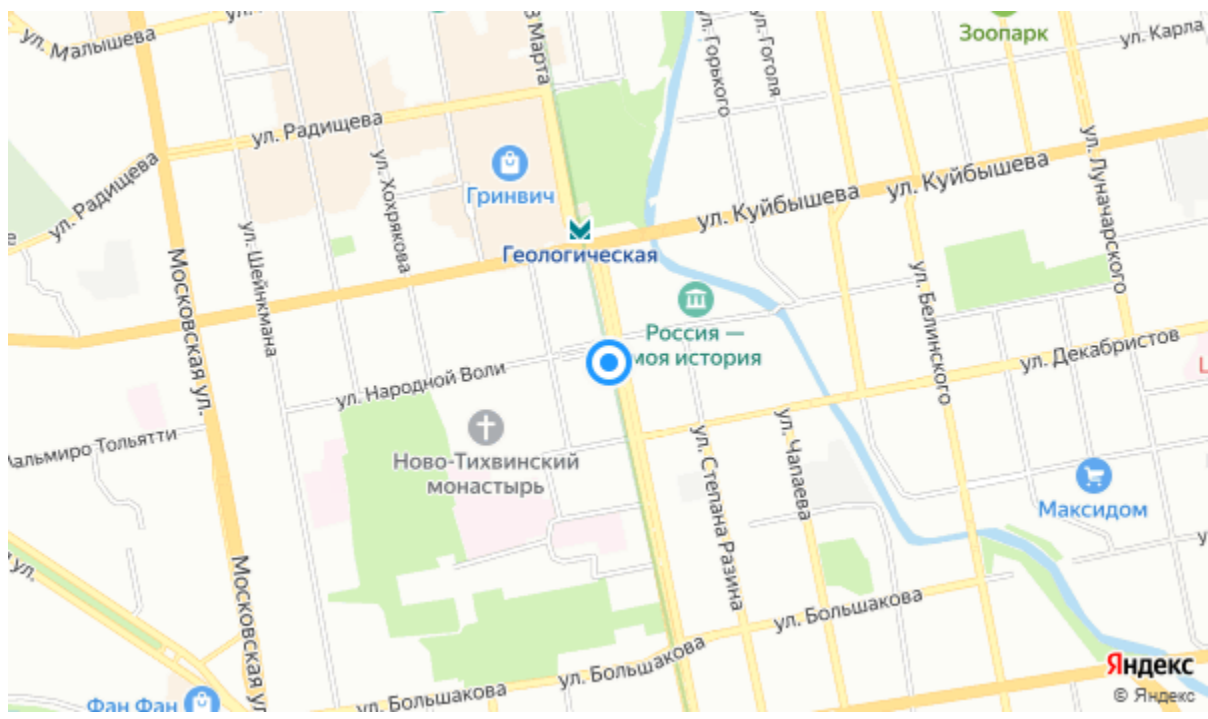 ул. Малышева
8 Марта
ул. Горького
ул. Гоголя
Зоопарк
ул. Карла
ул. Радищева
ул. Радищева
ул. Хохрякова
Гринвич
ул. Куйбышева
ул. Куйбышева
ул. Луначарского
Геологическая
Московская ул.
ул. Шейнкмана
Россия —
моя история
ул. Белинского
ул. Декабристов
ул. Народной Воли
Ц
альмиро Тольятти
Ново-Тихвинский
монастырь
ул. Степана Разина
ул. Чапаева
Максидом
ул.
Московская ул
ул. Большакова
ул. Большакова
ул. Большакова
Фан Фан
Яндекс
© Яндекс